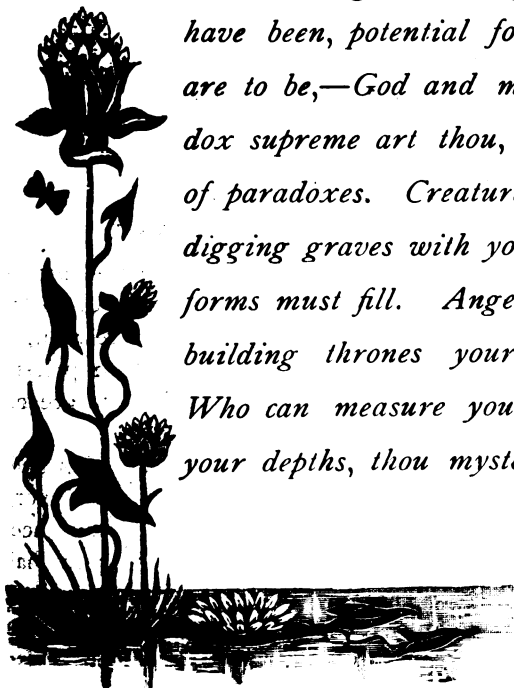 have been, potential fo
are to be,—God and m
dox supreme art thou,
of paradoxes. Creatur
digging graves with yo
forms must fill. Ange
building thrones your
Who can measure you
your depths, thou myst